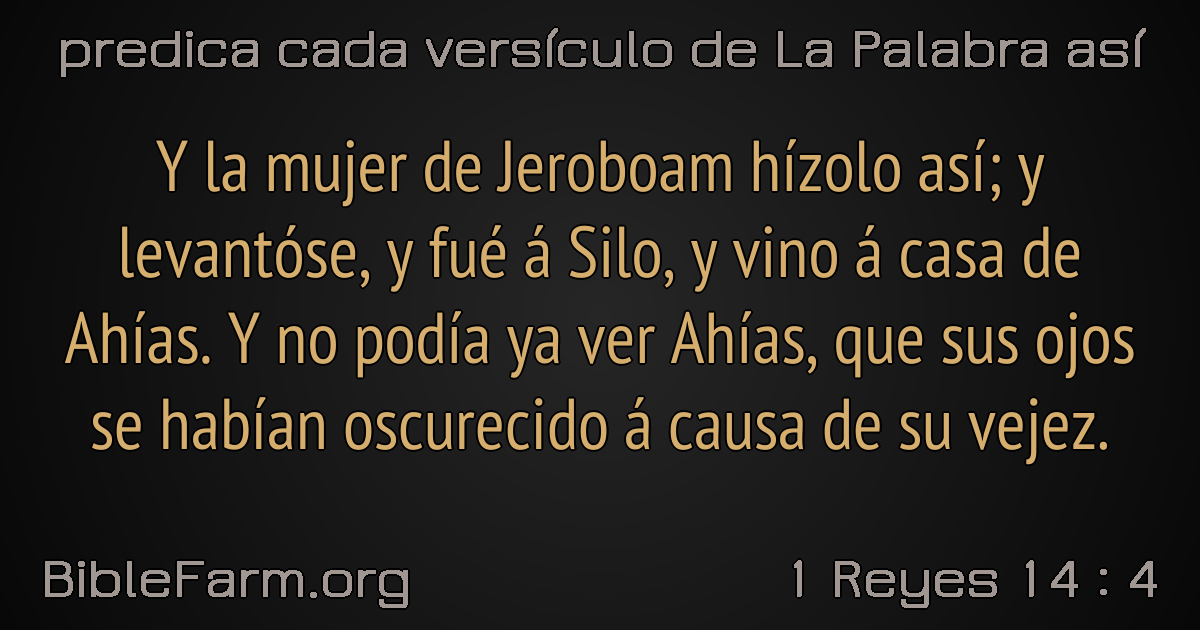 predica cada versículo de La Palabra así
Y la mujer de Jeroboam hízolo así; y
levantóse, y fué á Silo, y vino á casa de
Ahías. Y no podía ya ver Ahías, que sus ojos
se habían oscurecido á causa de su vejez.
BibleFarm.org
1 Reyes 14 : 4